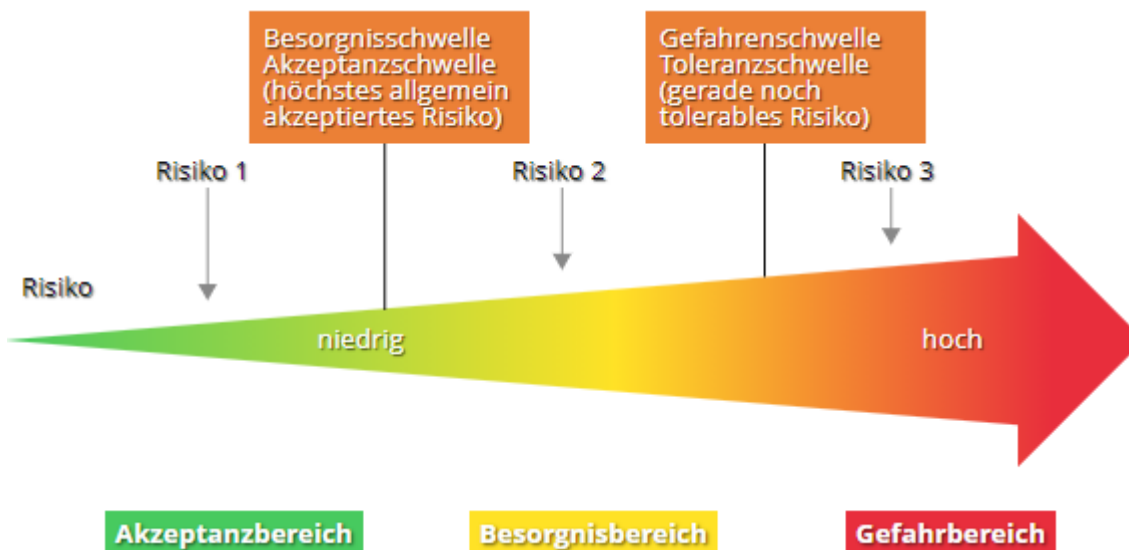 Besorgnisschwelle
Akzeptanzschwelle
(höchstes allgemein
akzeptiertes Risiko)
Gefahrenschwelle
Toleranzschwelle
(gerade noch
tolerables Risiko)
Risiko 1
Risiko 2
Risiko 3
Risiko
niedrig
hoch
Akzeptanzbereich
Besorgnisbereich
Gefahrbereich